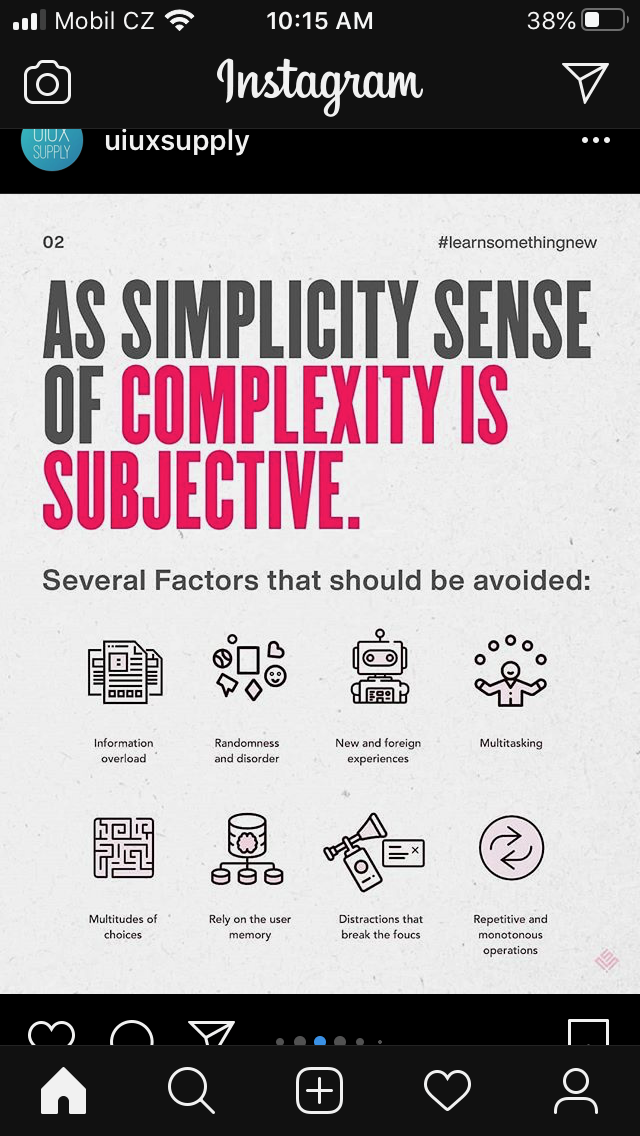 Mobil CZ 10:15 AM 38%
Instagram
UIUX
SUPPLY
uiuxsupply
02 #learnsomethingnew
AS SIMPLICITY SENSE
OF COMPLEXITY IS
SUBJECTIVE.
Several Factors that should be avoided:
Information
overload
Randomness
and disorder
New and foreign
experiences
Multitasking
Multitudes of
choices
Rely on the user
memory
Distractions that
break the foucs
Repetitive and
monotonous
operations